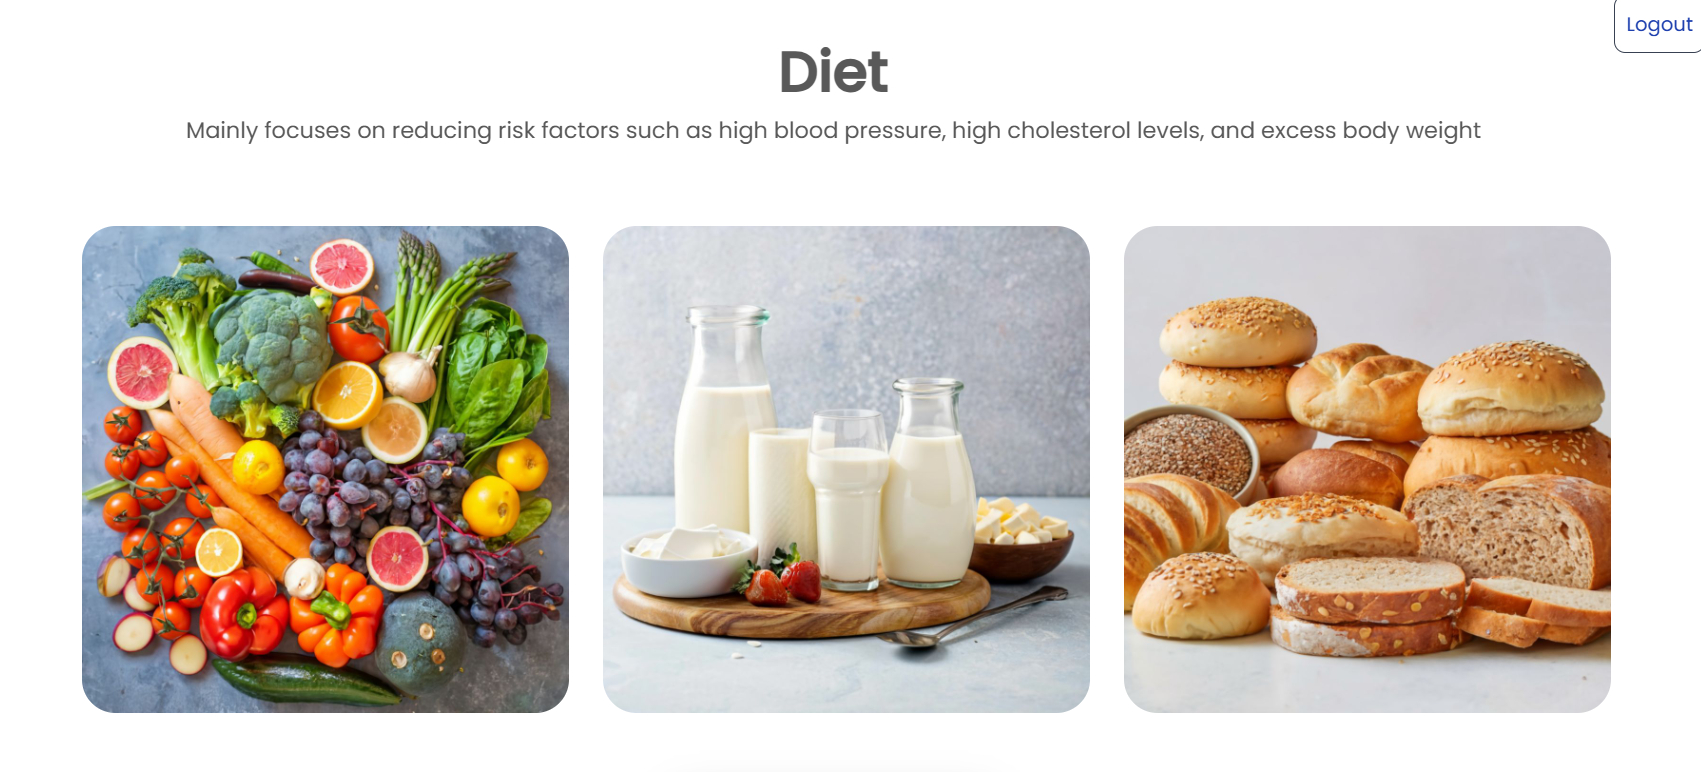 Logout
Diet
Mainly focuses on reducing risk factors such as high blood pressure, high cholesterol levels, and excess body weight